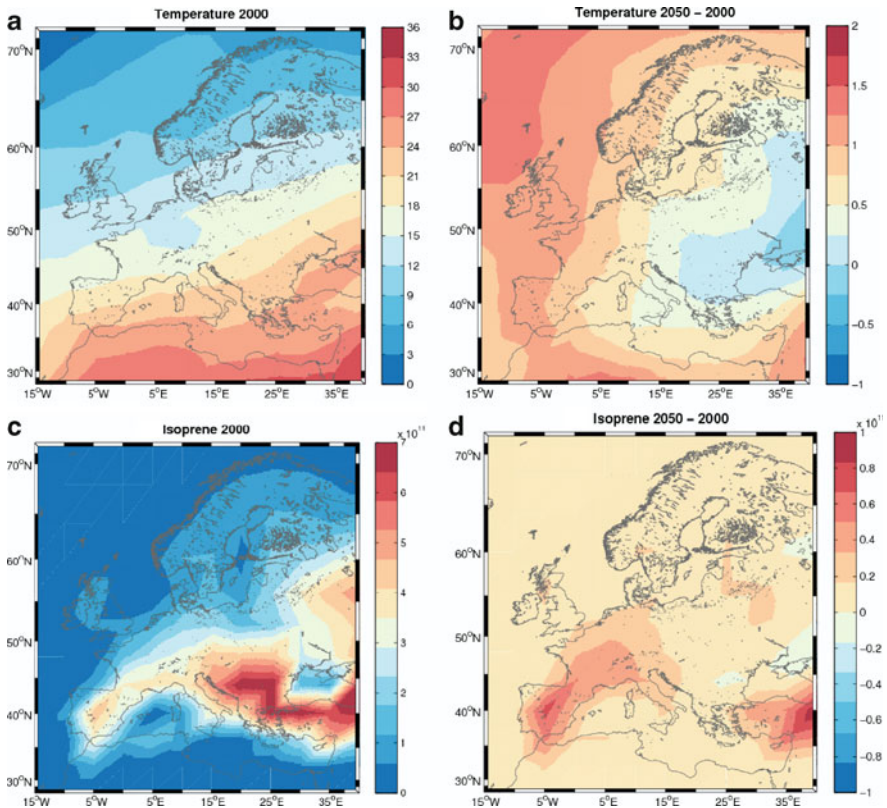 a
Temperature 2000
70°N
60°N
50°N
40°N
30°N
15°W
5°W
5°E
15°E
25°E
35°E
36
33
30
27
24
21
18
15
12
9
6
3
0
b
Temperature 2050 – 2000
70°N
60°N
50°N
40°N
30°N
15°W
5°W
5°E
15°E
25°E
35°E
2
1.5
1
0.5
0
−0.5
−1
c
Isoprene 2000
70°N
60°N
50°N
40°N
30°N
15°W
5°W
5°E
15°E
25°E
35°E
x 10¹¹
7
6
5
4
3
2
1
0
d
Isoprene 2050 – 2000
70°N
60°N
50°N
40°N
30°N
15°W
5°W
5°E
15°E
25°E
35°E
x 10¹¹
1
0.8
0.6
0.4
0.2
0
−0.2
−0.4
−0.6
−0.8
−1